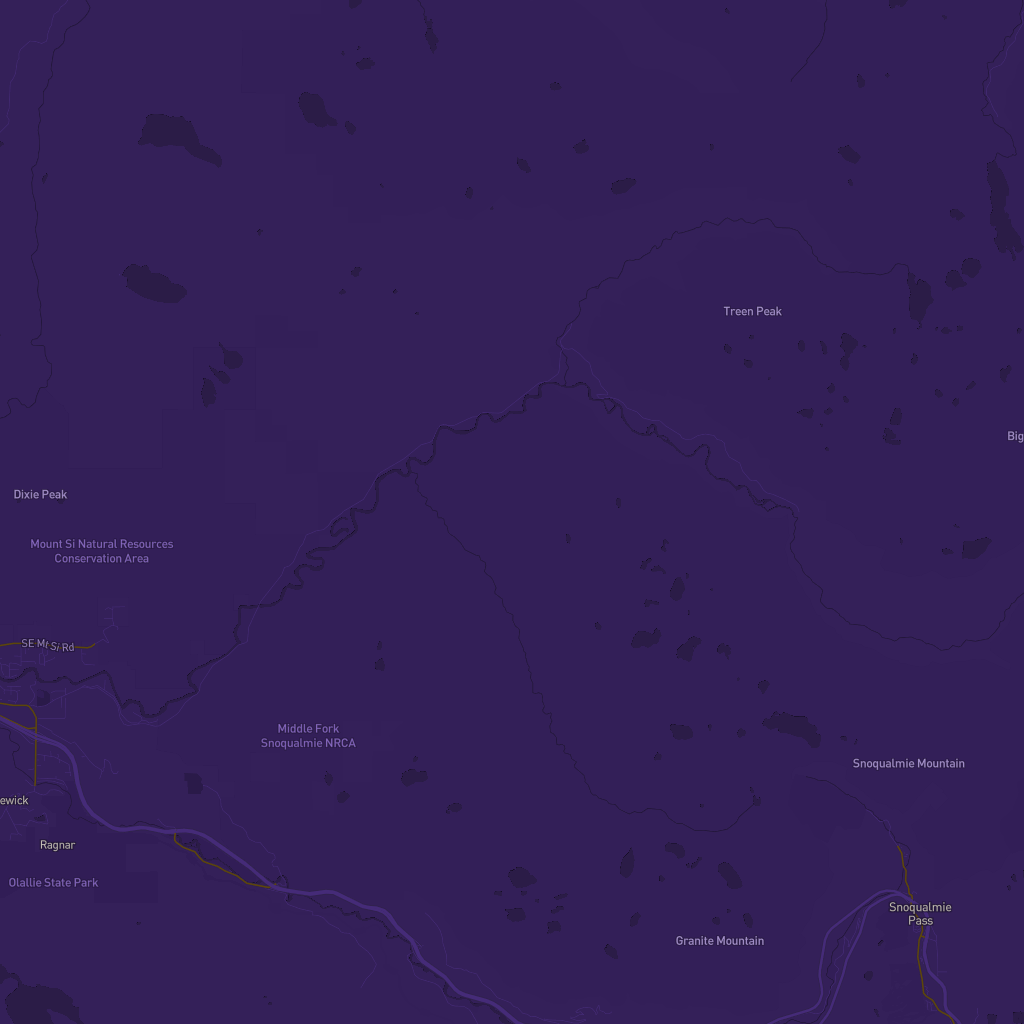 Treen Peak
Big
Dixie Peak
Mount Si Natural Resources
Conservation Area
SE Mt Si Rd
Middle Fork
Snoqualmie NRCA
Snoqualmie Mountain
ewick
Ragnar
Olallie State Park
Snoqualmie
Pass
Granite Mountain